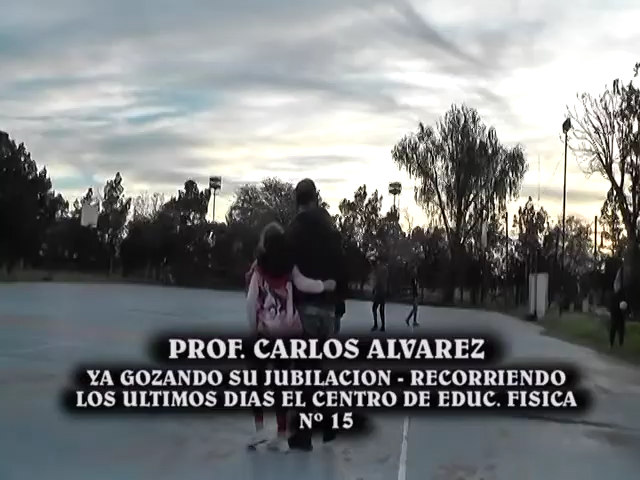 PROF. CARLOS ALVAREZ
YA GOZANDO SU JUBILACION - RECORRIENDO
LOS ULTIMOS DIAS EL CENTRO DE EDUC. FISICA
Nº 15